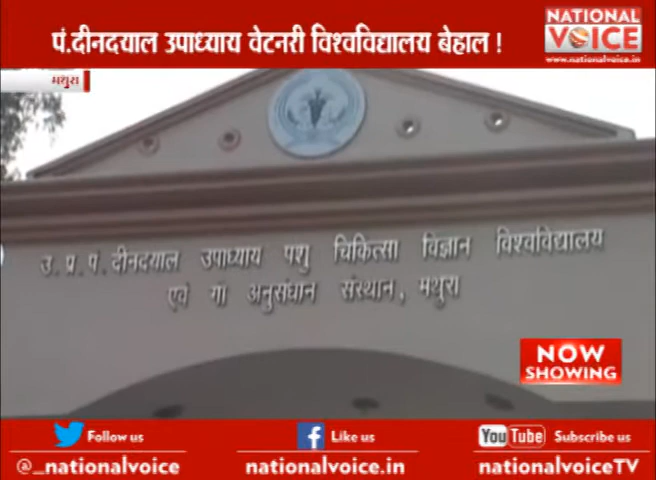 पं.दीनदयाल उपाध्याय वेटनरी विश्वविद्यालय बेहाल !
NATIONAL
VOICE
www.nationalvoice.in
मथुरा
उ. प्र. पं. दीनदयाल उपाध्याय पशु चिकित्सा विज्ञान विश्वविद्यालय
एवं गो अनुसंधान संस्थान, मथुरा
NOW
SHOWING
Follow us
@_nationalvoice
Like us
nationalvoice.in
YouTube Subscribe us
nationalvoiceTV